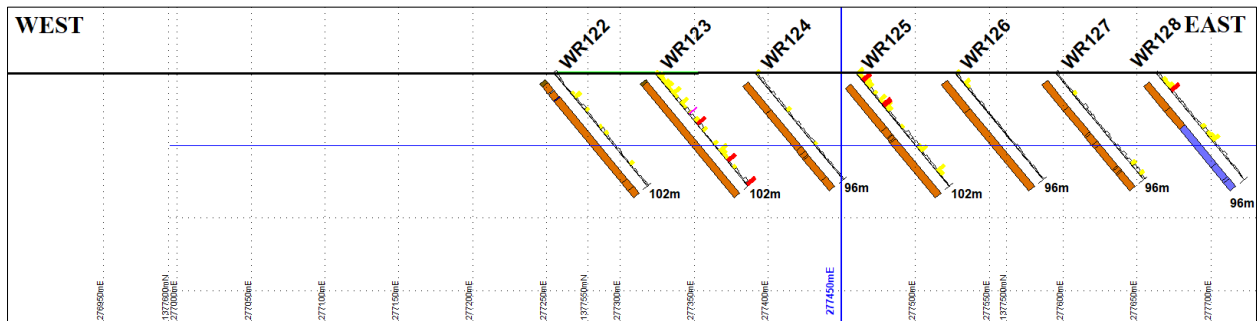 WEST
EAST
WR122
WR123
WR124
WR125
WR126
WR127
WR128
102m
102m
96m
102m
96m
96m
96m
276950mE
1377600mN
277000mE
277050mE
277100mE
277150mE
277200mE
277250mE
1377550mN
277300mE
277350mE
277400mE
277450mE
277500mE
277550mE
1377500mN
277600mE
277650mE
277700mE